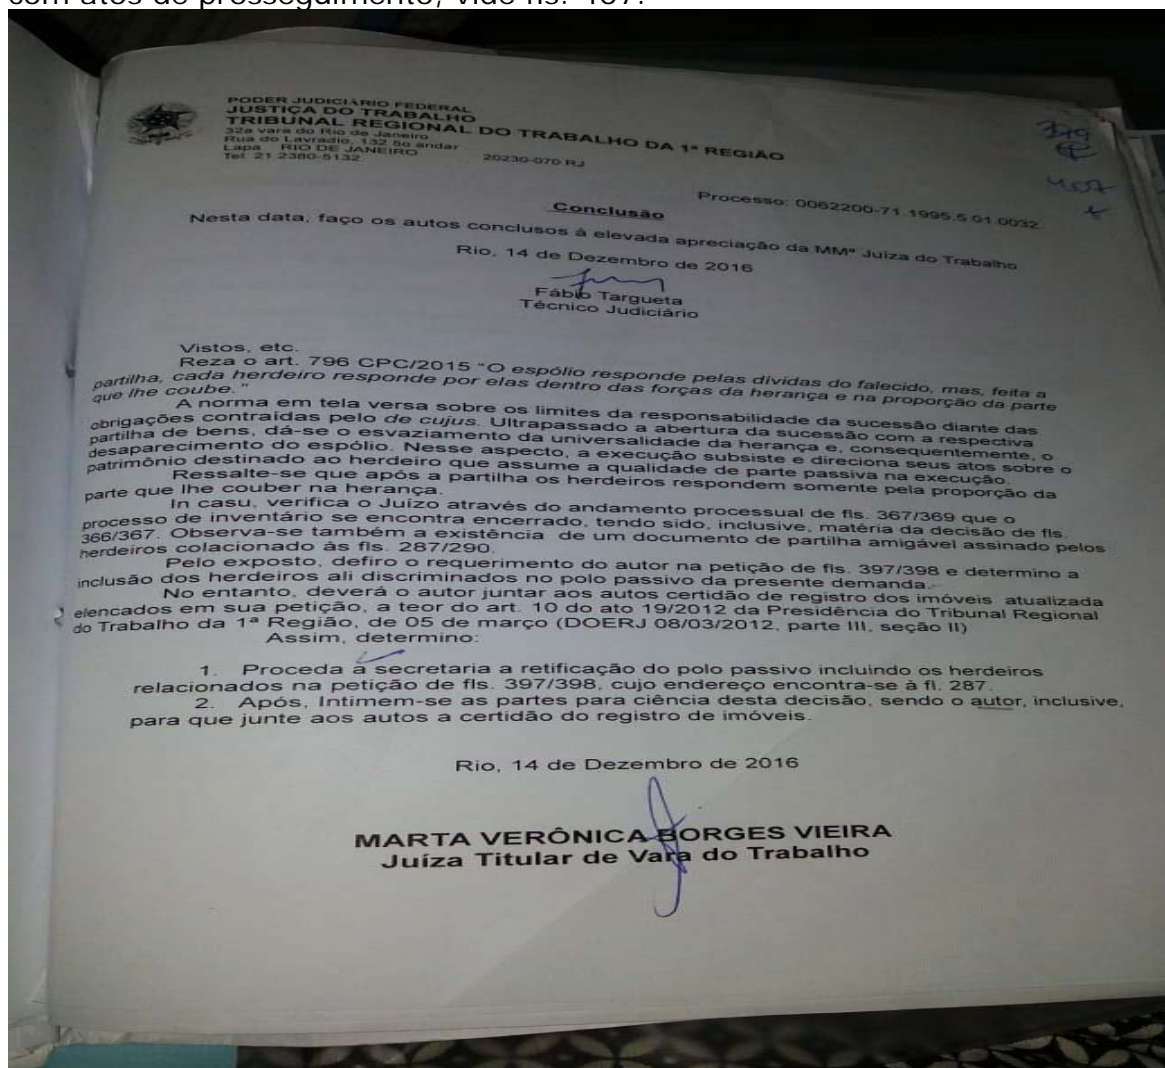 com atos de prosseguimento, vide fls. 457.
PODER JUDICIÁRIO FEDERAL
JUSTIÇA DO TRABALHO
TRIBUNAL REGIONAL DO TRABALHO DA 1ª REGIÃO
32a vara do Rio de Janeiro
Rua do Lavradio, 132 5o andar
Lapa RIO DE JANEIRO 20230-070 RJ
Tel: 21 2380-5132
457
Processo: 0062200-71.1995.5.01.0032
Conclusão
Nesta data, faço os autos conclusos à elevada apreciação da MMª Juíza do Trabalho
Rio, 14 de Dezembro de 2016
Fábio Targueta
Técnico Judiciário
Vistos, etc.
Reza o art. 796 CPC/2015 "O espólio responde pelas dívidas do falecido, mas, feita a
partilha, cada herdeiro responde por elas dentro das forças da herança e na proporção da parte
que lhe coube."
A norma em tela versa sobre os limites da responsabilidade da sucessão diante das
obrigações contraídas pelo de cujus. Ultrapassado a abertura da sucessão com a respectiva
partilha de bens, dá-se o esvaziamento da universalidade da herança e, consequentemente, o
desaparecimento do espólio. Nesse aspecto, a execução subsiste e direciona seus atos sobre o
patrimônio destinado ao herdeiro que assume a qualidade de parte passiva na execução.
Ressalte-se que após a partilha os herdeiros respondem somente pela proporção da
parte que lhe couber na herança.
In casu, verifica o Juízo através do andamento processual de fls. 367/369 que o
processo de inventário se encontra encerrado, tendo sido, inclusive, matéria da decisão de fls.
366/367. Observa-se também a existência de um documento de partilha amigável assinado pelos
herdeiros colacionado às fls. 287/290.
Pelo exposto, defiro o requerimento do autor na petição de fls. 397/398 e determino a
inclusão dos herdeiros ali discriminados no polo passivo da presente demanda.
No entanto, deverá o autor juntar aos autos certidão de registro dos imóveis atualizada
elencados em sua petição, a teor do art. 10 do ato 19/2012 da Presidência do Tribunal Regional
do Trabalho da 1ª Região, de 05 de março (DOERJ 08/03/2012, parte III, seção II)
Assim, determino:
1. Proceda a secretaria a retificação do polo passivo incluindo os herdeiros
relacionados na petição de fls. 397/398, cujo endereço encontra-se à fl. 287.
2. Após, Intimem-se as partes para ciência desta decisão, sendo o autor, inclusive,
para que junte aos autos a certidão do registro de imóveis.
Rio, 14 de Dezembro de 2016
MARTA VERÔNICA BORGES VIEIRA
Juíza Titular de Vara do Trabalho